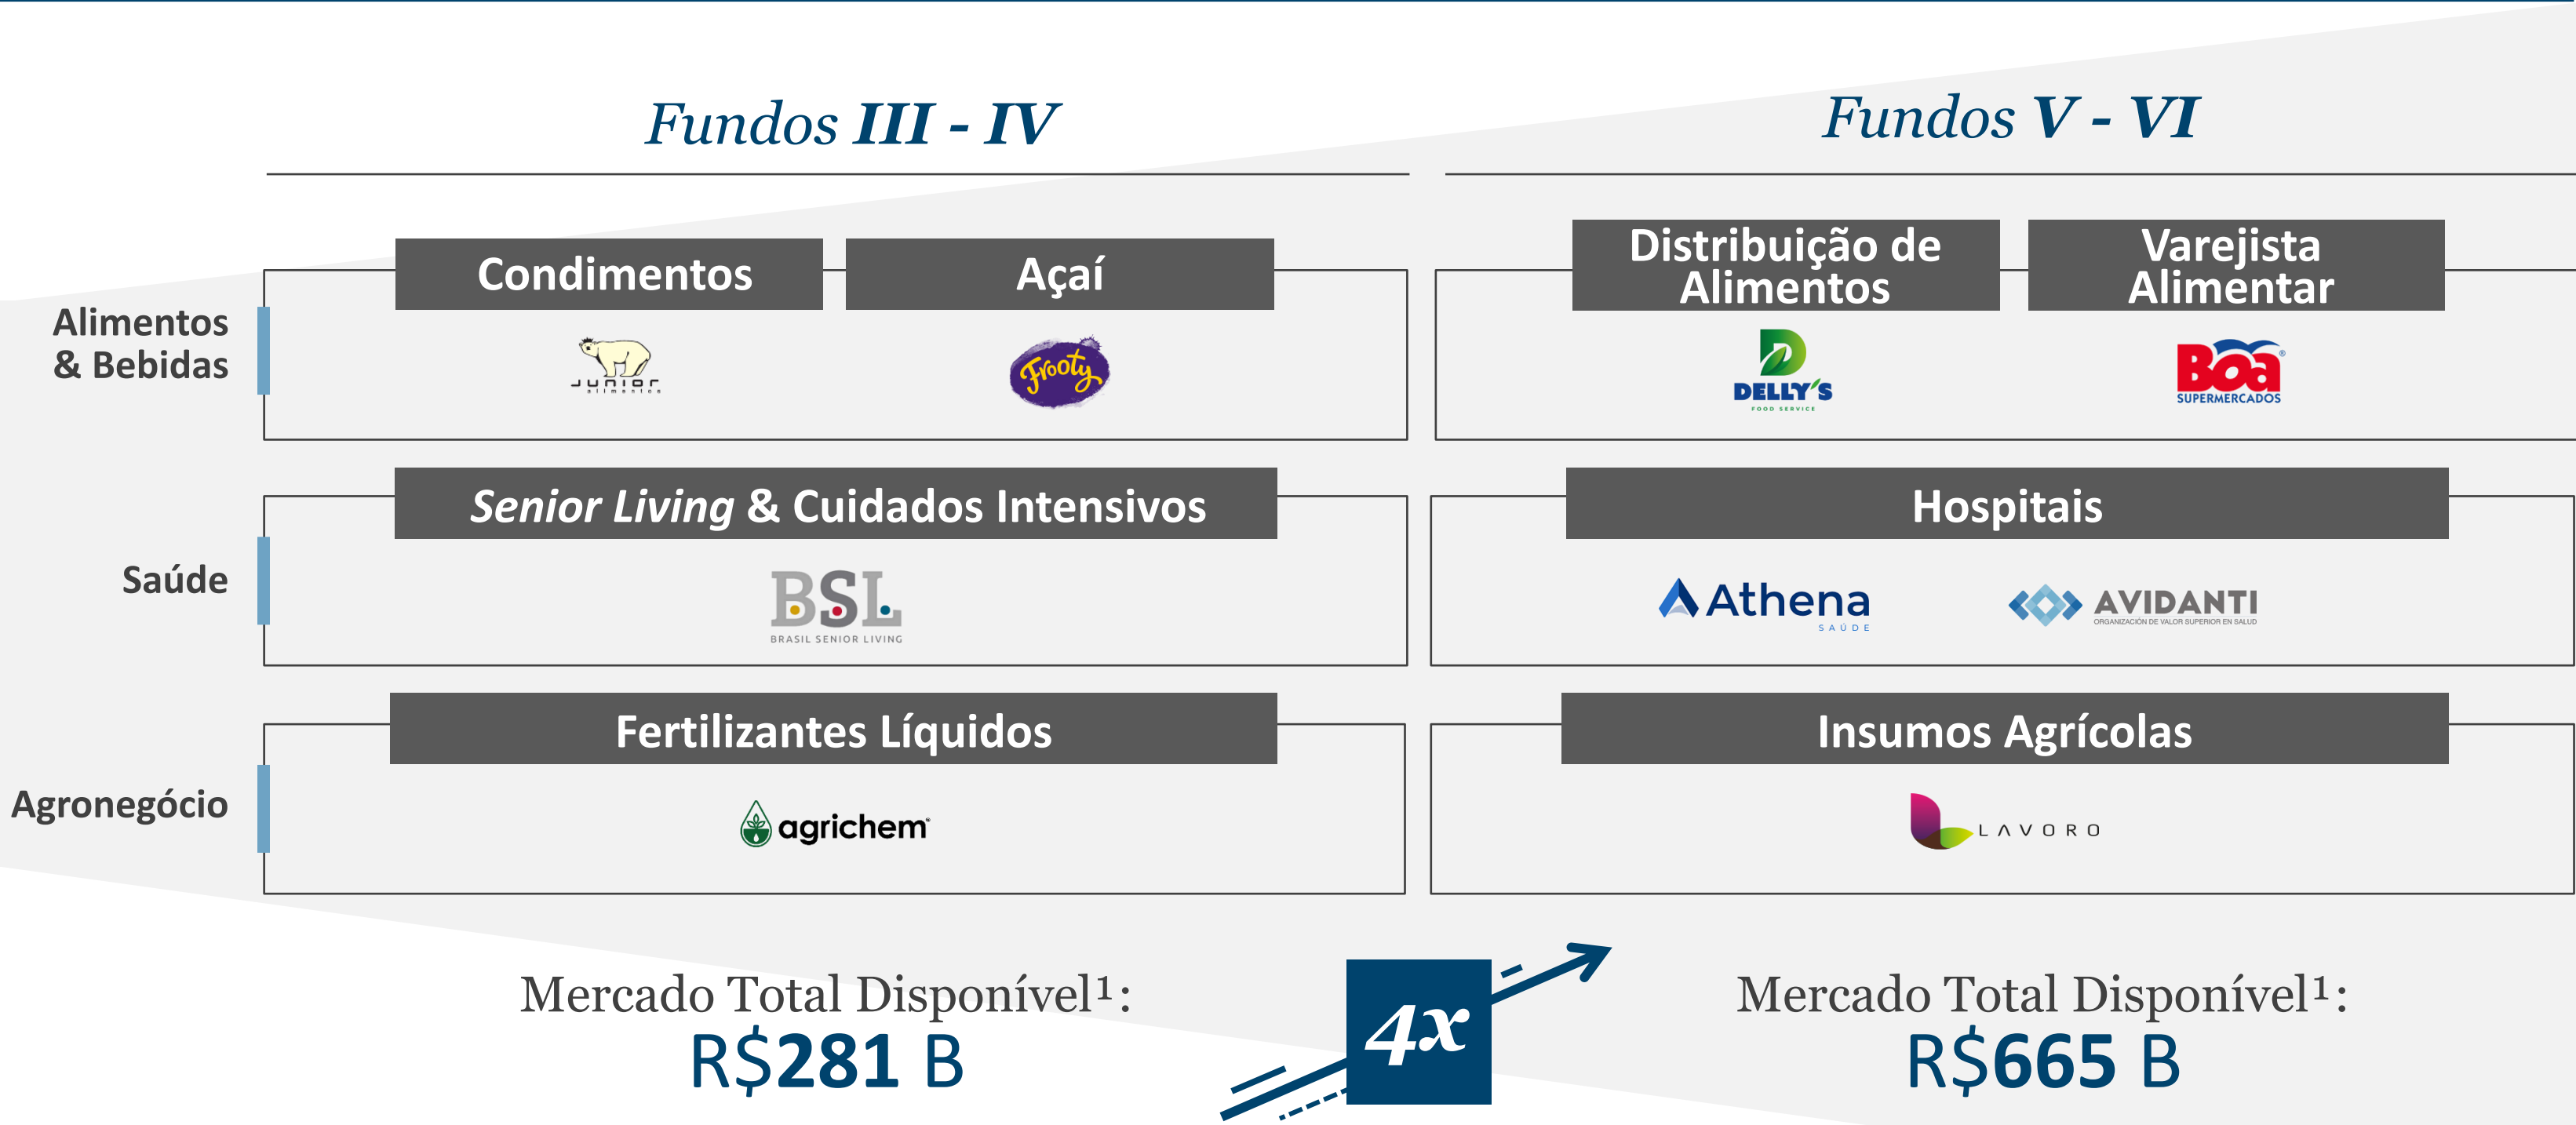 Fundos III - IV
Fundos V - VI
Alimentos
& Bebidas
Condimentos
Açaí
JUNIOR
alimentos
Frooty
Distribuição de
Alimentos
Varejista
Alimentar
DELLY'S
FOOD SERVICE
Boa®
SUPERMERCADOS
Saúde
Senior Living & Cuidados Intensivos
BSL
BRASIL SENIOR LIVING
Hospitais
Athena
SAÚDE
AVIDANTI
ORGANIZACIÓN DE VALOR SUPERIOR EN SALUD
Agronegócio
Fertilizantes Líquidos
agrichem
Insumos Agrícolas
LAVORO
Mercado Total Disponível¹:
R$281 B
4x
Mercado Total Disponível¹:
R$665 B